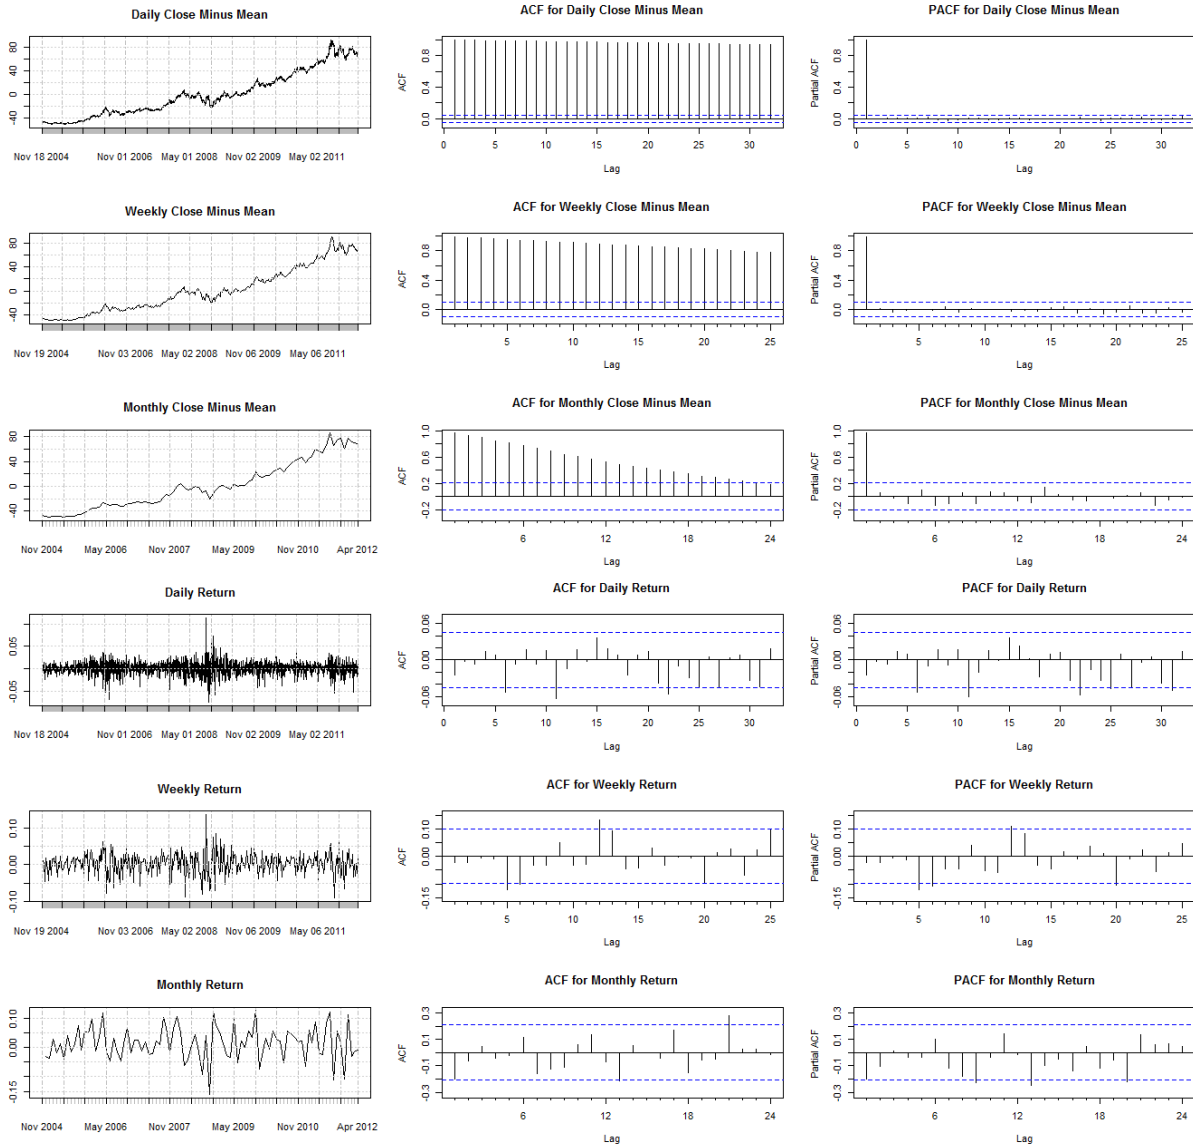 Daily Close Minus Mean
ACF for Daily Close Minus Mean
PACF for Daily Close Minus Mean
80
40
0
-40
Nov 18 2004 Nov 01 2006 May 01 2008 Nov 02 2009 May 02 2011
ACF
0.8
0.4
0.0
0 5 10 15 20 25 30
Lag
Partial ACF
0.8
0.4
0.0
0 5 10 15 20 25 30
Lag
Weekly Close Minus Mean
ACF for Weekly Close Minus Mean
PACF for Weekly Close Minus Mean
80
40
0
-40
Nov 19 2004 Nov 03 2006 May 02 2008 Nov 06 2009 May 06 2011
ACF
0.8
0.4
0.0
5 10 15 20 25
Lag
Partial ACF
0.8
0.4
0.0
5 10 15 20 25
Lag
Monthly Close Minus Mean
ACF for Monthly Close Minus Mean
PACF for Monthly Close Minus Mean
80
40
0
-40
Nov 2004 May 2006 Nov 2007 May 2009 Nov 2010 Apr 2012
ACF
1.0
0.6
0.2
-0.2
6 12 18 24
Lag
Partial ACF
1.0
0.6
0.2
-0.2
6 12 18 24
Lag
Daily Return
ACF for Daily Return
PACF for Daily Return
0.05
-0.05
Nov 18 2004 Nov 01 2006 May 01 2008 Nov 02 2009 May 02 2011
ACF
0.06
0.00
-0.06
0 5 10 15 20 25 30
Lag
Partial ACF
0.06
0.00
-0.06
0 5 10 15 20 25 30
Lag
Weekly Return
ACF for Weekly Return
PACF for Weekly Return
0.10
0.00
-0.10
Nov 19 2004 Nov 03 2006 May 02 2008 Nov 06 2009 May 06 2011
ACF
0.10
0.00
-0.15
5 10 15 20 25
Lag
Partial ACF
0.10
0.00
-0.15
5 10 15 20 25
Lag
Monthly Return
ACF for Monthly Return
PACF for Monthly Return
0.10
0.00
-0.15
Nov 2004 May 2006 Nov 2007 May 2009 Nov 2010 Apr 2012
ACF
0.3
0.1
-0.1
-0.3
6 12 18 24
Lag
Partial ACF
0.3
0.1
-0.1
-0.3
6 12 18 24
Lag